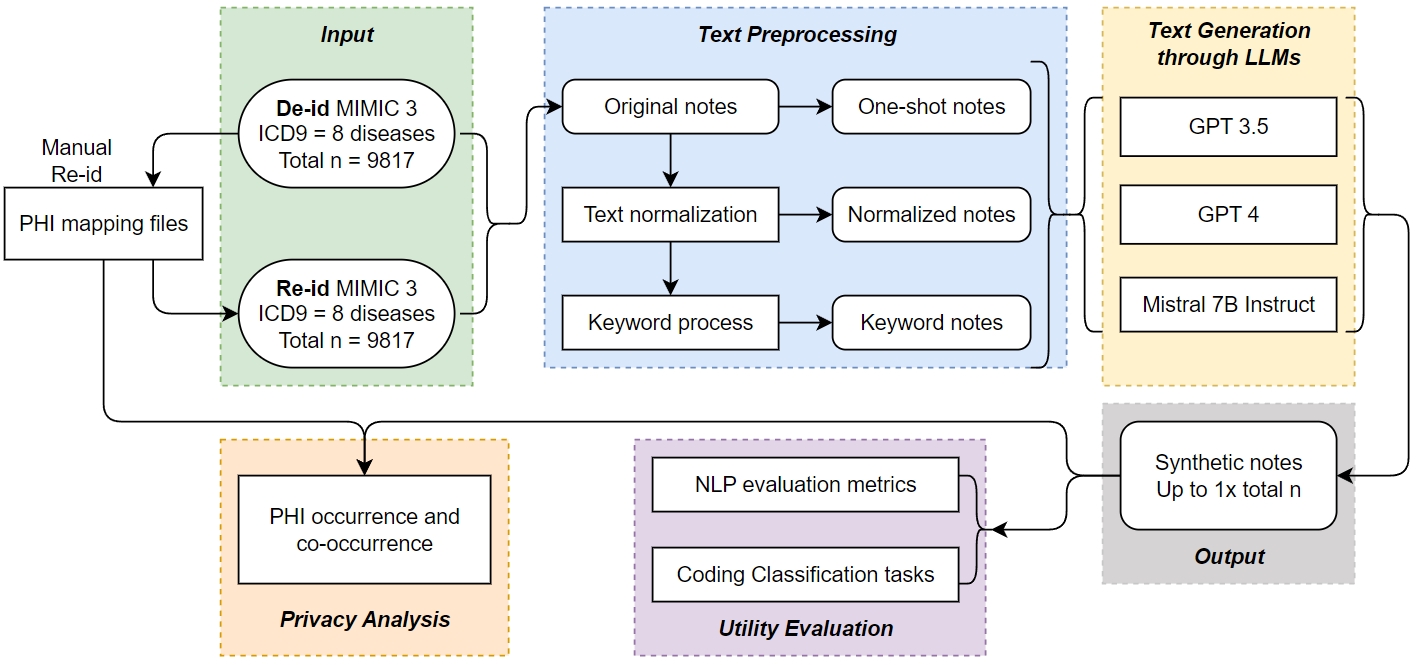 Input
De-id MIMIC 3
ICD9 = 8 diseases
Total n = 9817
Manual
Re-id
PHI mapping files
Re-id MIMIC 3
ICD9 = 8 diseases
Total n = 9817
Text Preprocessing
Original notes
One-shot notes
Text normalization
Normalized notes
Keyword process
Keyword notes
Text Generation
through LLMs
GPT 3.5
GPT 4
Mistral 7B Instruct
PHI occurrence and
co-occurrence
Privacy Analysis
NLP evaluation metrics
Coding Classification tasks
Utility Evaluation
Synthetic notes
Up to 1x total n
Output